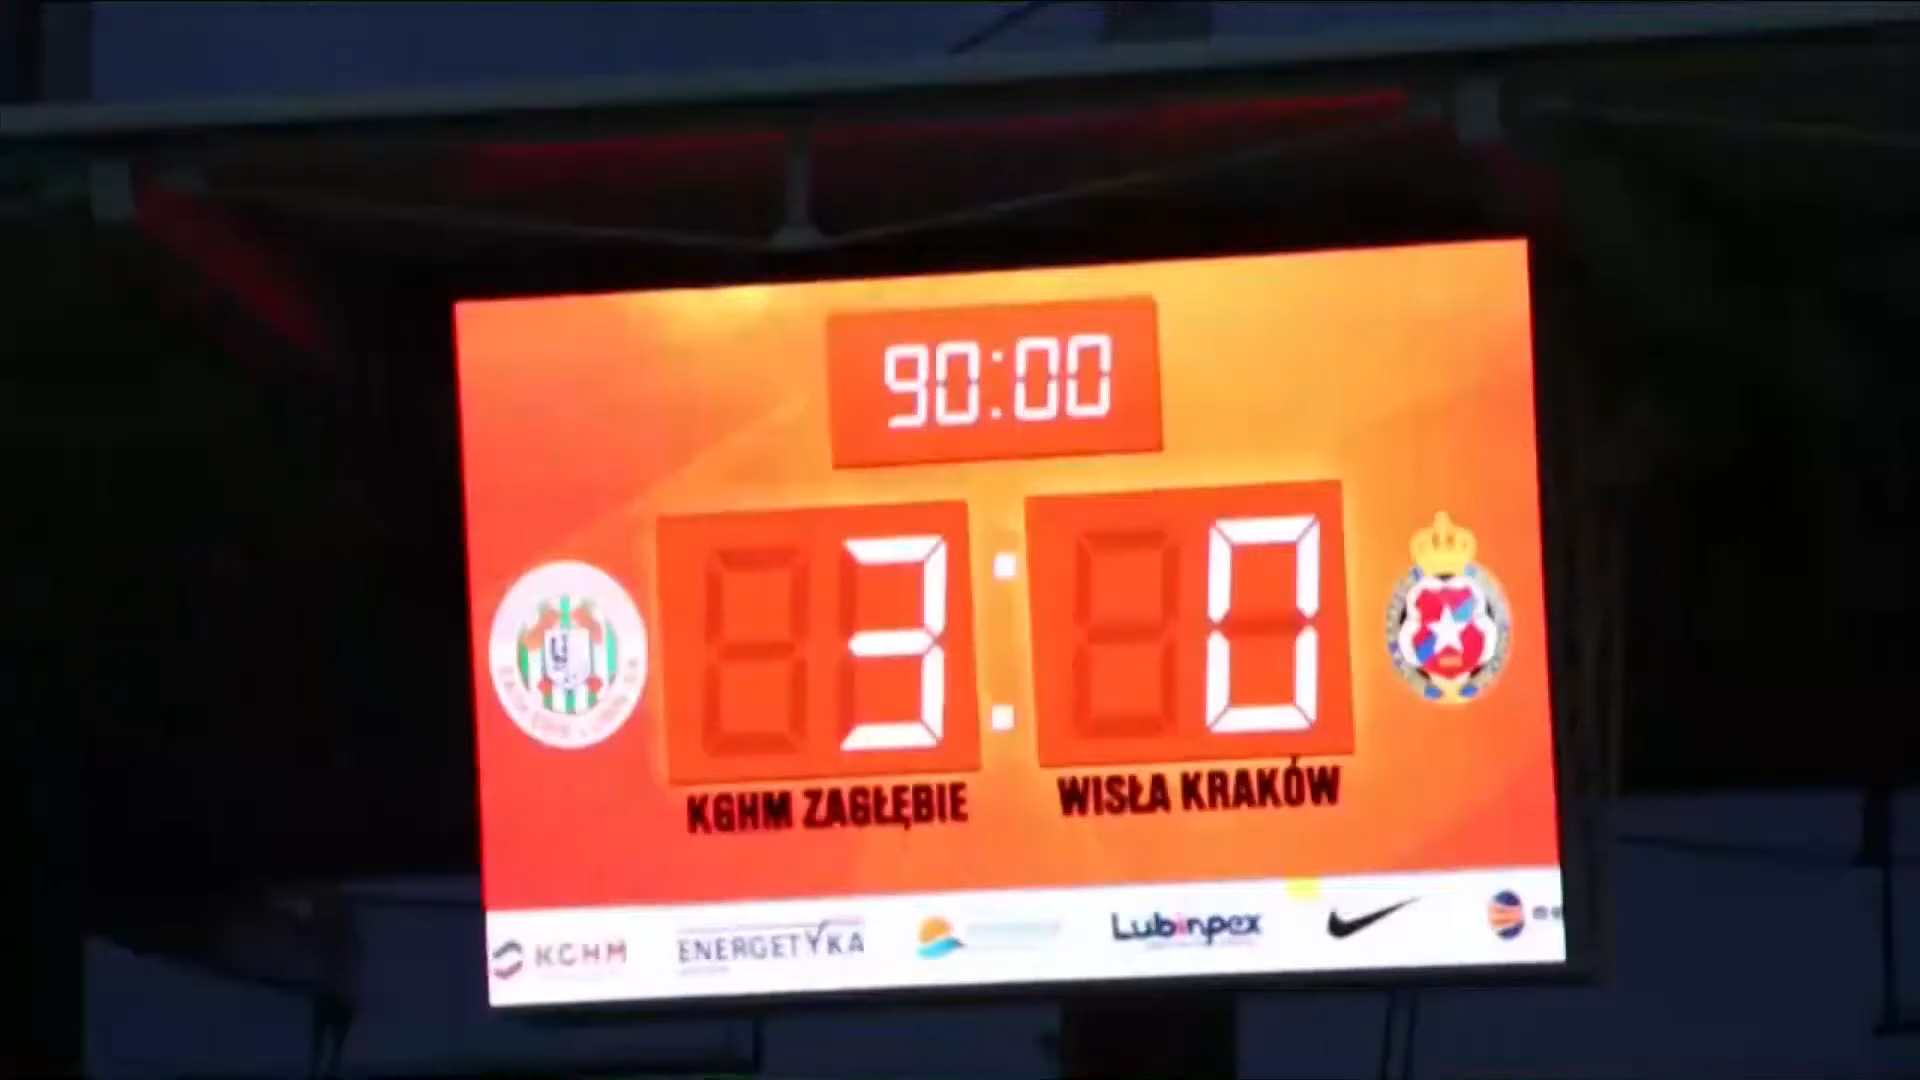 90:00
3:0
KGHM ZAGŁĘBIE
WISŁA KRAKÓW
KGHM
ENERGETYKA
Lubinpex